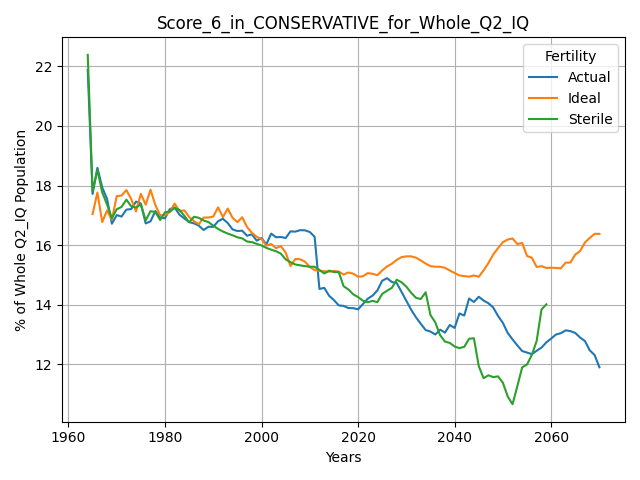 Score_6_in_CONSERVATIVE_for_Whole_Q2_IQ
Fertility
Actual
Ideal
Sterile
% of Whole Q2_IQ Population
22
20
18
16
14
12
1960
1980
2000
2020
2040
2060
Years